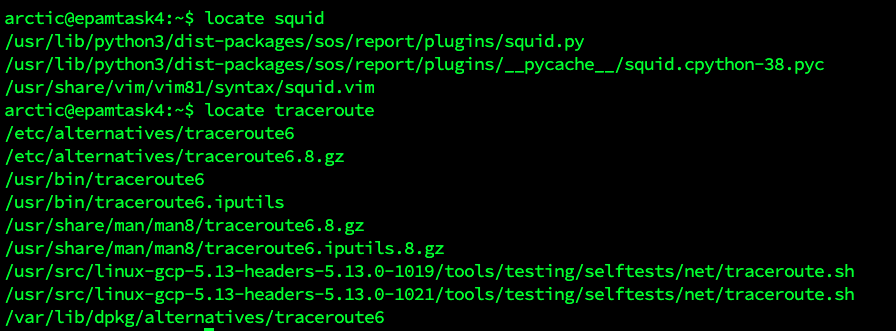 arctic@epamtask4:~$ locate squid
/usr/lib/python3/dist-packages/sos/report/plugins/squid.py
/usr/lib/python3/dist-packages/sos/report/plugins/__pycache__/squid.cpython-38.pyc
/usr/share/vim/vim81/syntax/squid.vim
arctic@epamtask4:~$ locate traceroute
/etc/alternatives/traceroute6
/etc/alternatives/traceroute6.8.gz
/usr/bin/traceroute6
/usr/bin/traceroute6.iputils
/usr/share/man/man8/traceroute6.8.gz
/usr/share/man/man8/traceroute6.iputils.8.gz
/usr/src/linux-gcp-5.13-headers-5.13.0-1019/tools/testing/selftests/net/traceroute.sh
/usr/src/linux-gcp-5.13-headers-5.13.0-1021/tools/testing/selftests/net/traceroute.sh
/var/lib/dpkg/alternatives/traceroute6